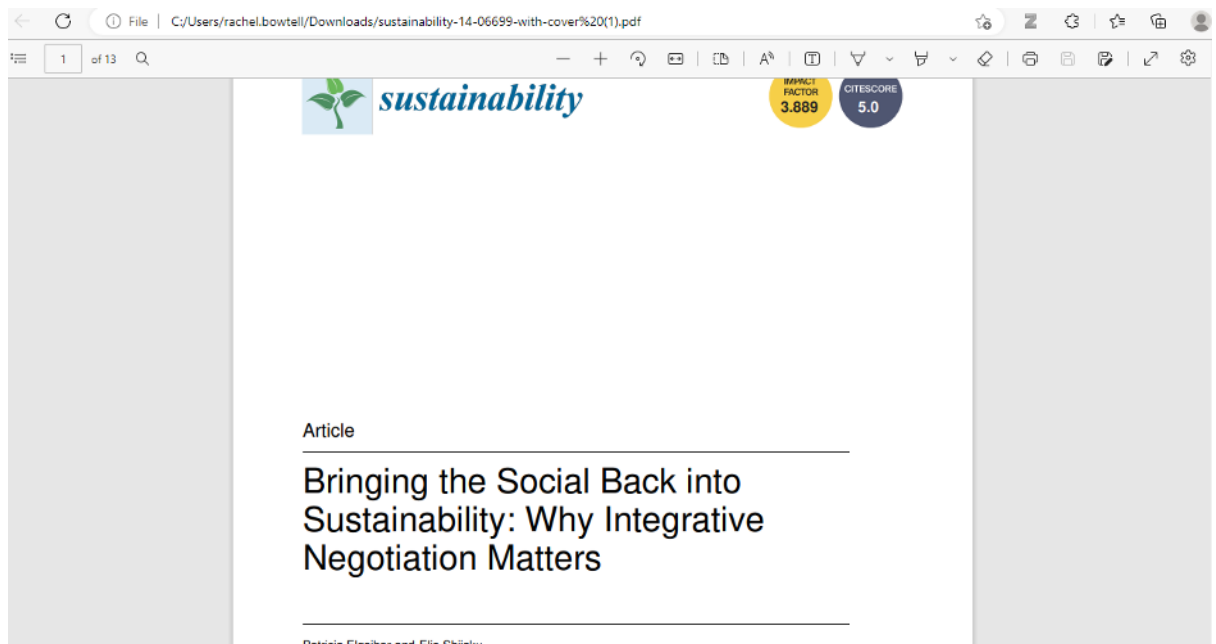 File | C:/Users/rachel.bowtell/Downloads/sustainability-14-06699-with-cover%20(1).pdf
1 of 13
sustainability
IMPACT
FACTOR
3.889
CITESCORE
5.0
Article
Bringing the Social Back into
Sustainability: Why Integrative
Negotiation Matters